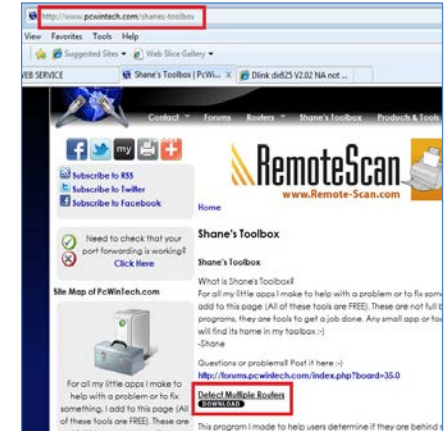 http://www.pcwintech.com/shanes-toolbox
View Favorites Tools Help
Suggested Sites Web Slice Gallery
EB SERVICE
Shane's Toolbox | PcWi... X
Dlink dir825 V2.02 NA not ...
Contact Forums Routers Shane's Toolbox Products & Tools
my
Subscribe to RSS
Subscribe to Twitter
Subscribe to Facebook
RemoteScan
www.Remote-Scan.com
Home
Need to check that your
port forwarding is working?
Click Here
Site Map of PcWinTech.com
For all my little apps I make to
help with a problem or to fix
something. I add to this page (All
of these tools are FREE). These are
Shane's Toolbox
Shane's Toolbox
What is Shane's Toolbox?
For all my little apps I make to help with a problem or to fix som
add to this page (All of these tools are FREE). These are not full b
programs, they are tools to get a job done. Any small app or too
will find its home in my toolbox :-)
-Shane
Questions or problems? Post it here :-)
http://forums.pcwintech.com/index.php?board=35.0
Detect Multiple Routers
DOWNLOAD
This program I made to help users determine if they are behind